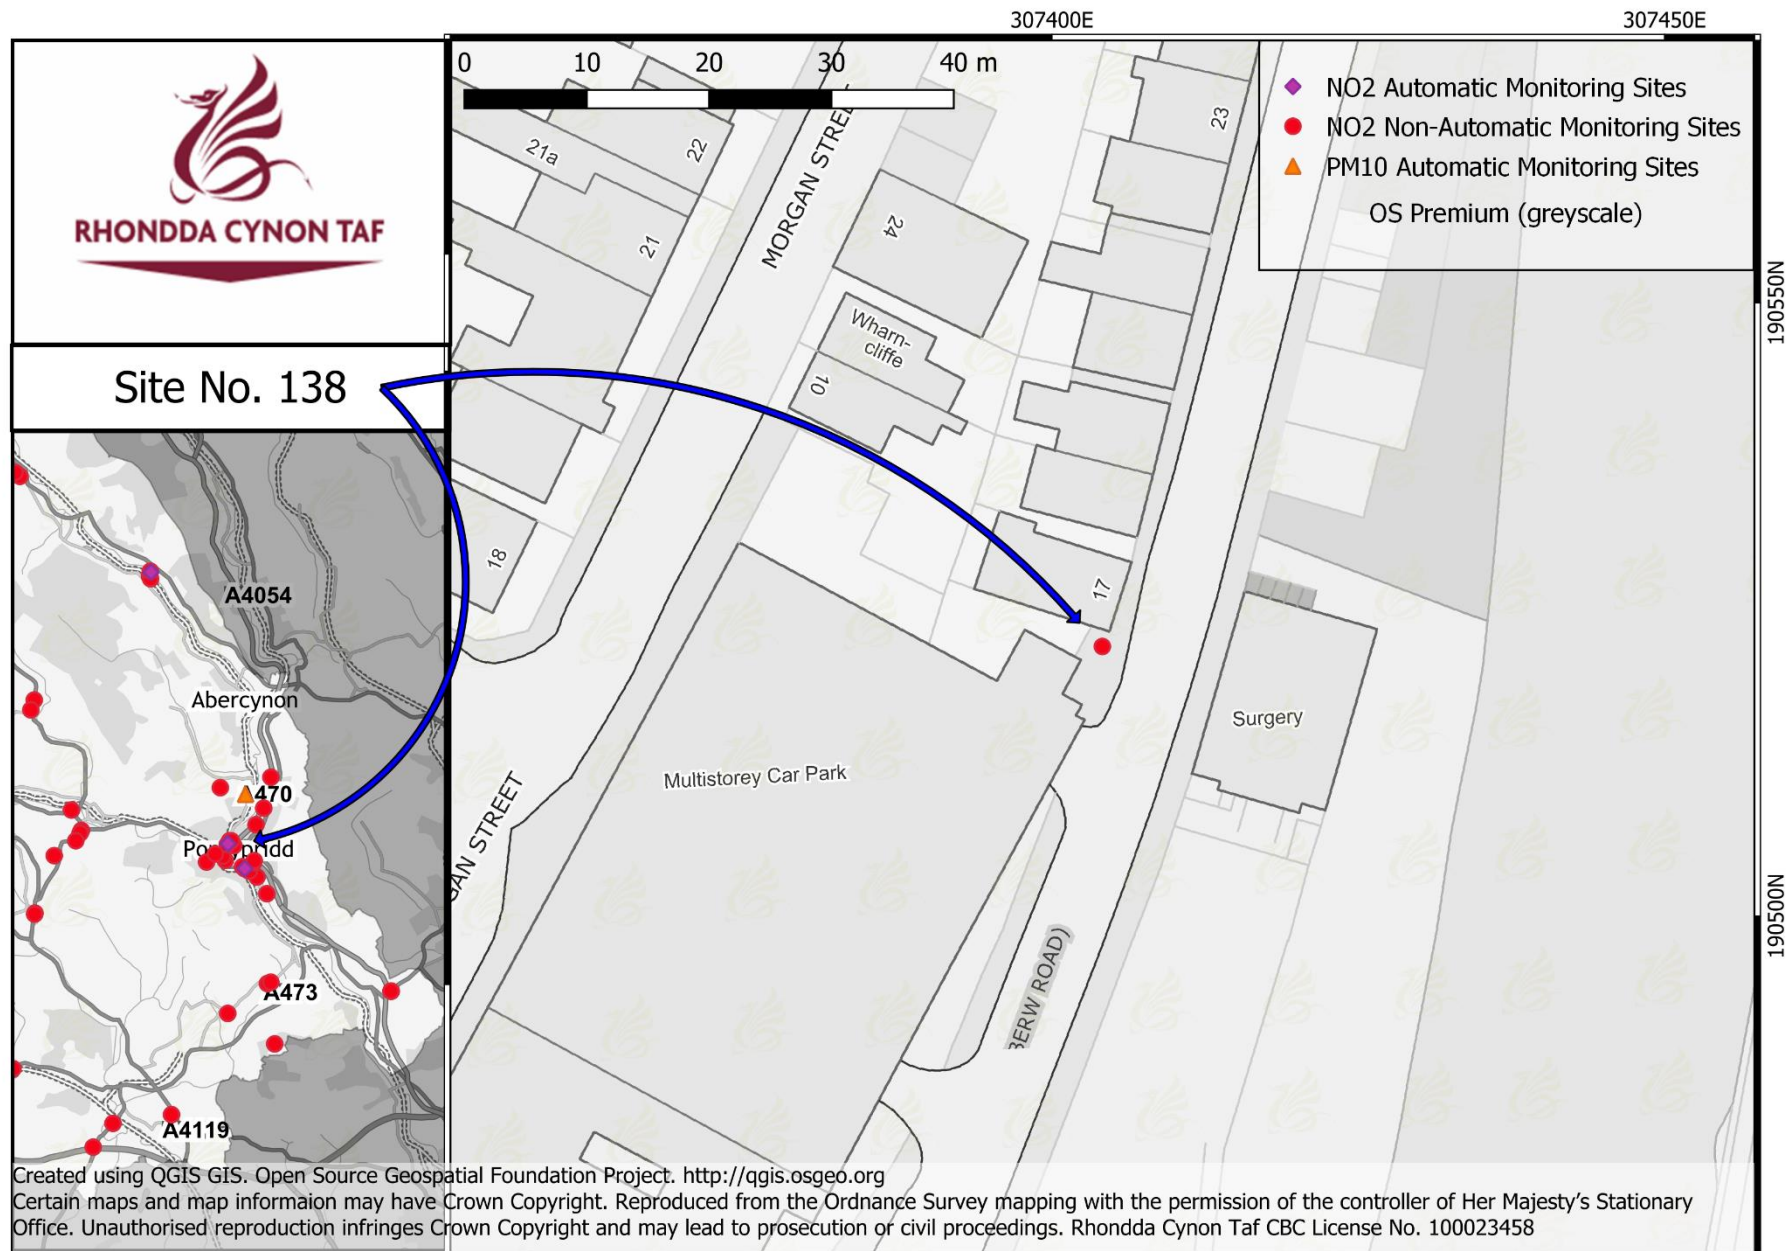 307400E
307450E
RHONDDA CYNON TAF
0 10 20 30 40 m
NO2 Automatic Monitoring Sites
NO2 Non-Automatic Monitoring Sites
PM10 Automatic Monitoring Sites
OS Premium (greyscale)
190550N
190500N
Site No. 138
21a
22
21
MORGAN STREET
24
23
Wharn-
cliffe
10
18
17
Surgery
Multistorey Car Park
GAN STREET
BERW ROAD)
A4054
Abercynon
A470
Pontypridd
A473
A4119
Created using QGIS GIS. Open Source Geospatial Foundation Project. http://qgis.osgeo.org
Certain maps and map informaion may have Crown Copyright. Reproduced from the Ordnance Survey mapping with the permission of the controller of Her Majesty's Stationary
Office. Unauthorised reproduction infringes Crown Copyright and may lead to prosecution or civil proceedings. Rhondda Cynon Taf CBC License No. 100023458